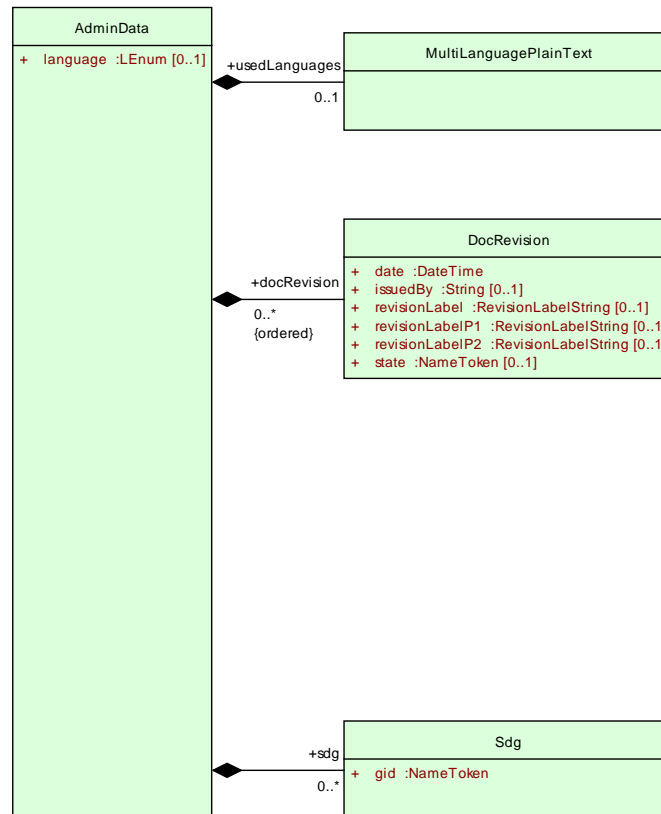 AdminData
+ language :LEnum [0..1]
+usedLanguages
0..1
MultiLanguagePlainText
DocRevision
+ date :DateTime
+ issuedBy :String [0..1]
+ revisionLabel :RevisionLabelString [0..1]
+ revisionLabelP1 :RevisionLabelString [0..1
+ revisionLabelP2 :RevisionLabelString [0..1
+ state :NameToken [0..1]
+docRevision
0..*
{ordered}
Sdg
+ gid :NameToken
+sdg
0..*